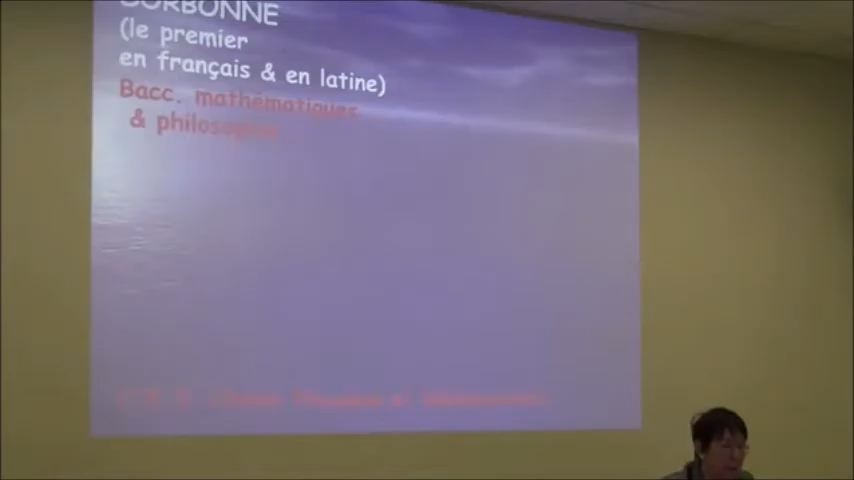 SORBONNE
(le premier
en français & en latine)
Bacc. mathématiques
& philosophie